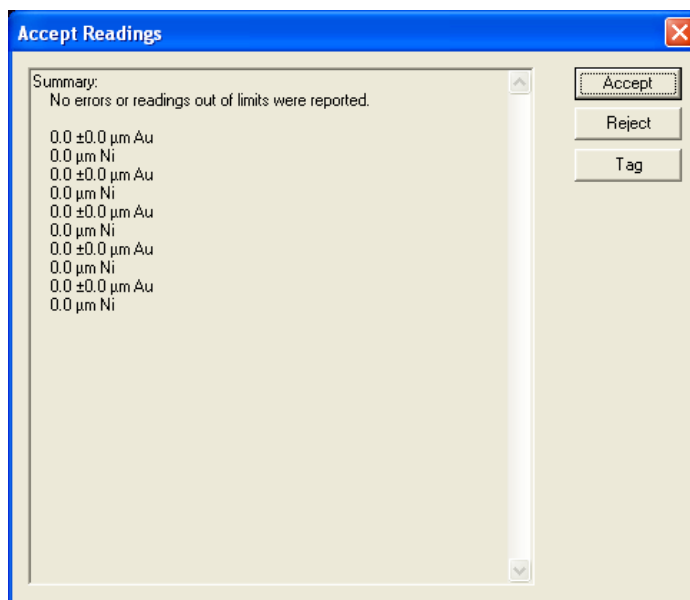 Accept Readings
Summary:
No errors or readings out of limits were reported.
0.0 ±0.0 µm Au
0.0 µm Ni
0.0 ±0.0 µm Au
0.0 µm Ni
0.0 ±0.0 µm Au
0.0 µm Ni
0.0 ±0.0 µm Au
0.0 µm Ni
0.0 ±0.0 µm Au
0.0 µm Ni
Accept
Reject
Tag